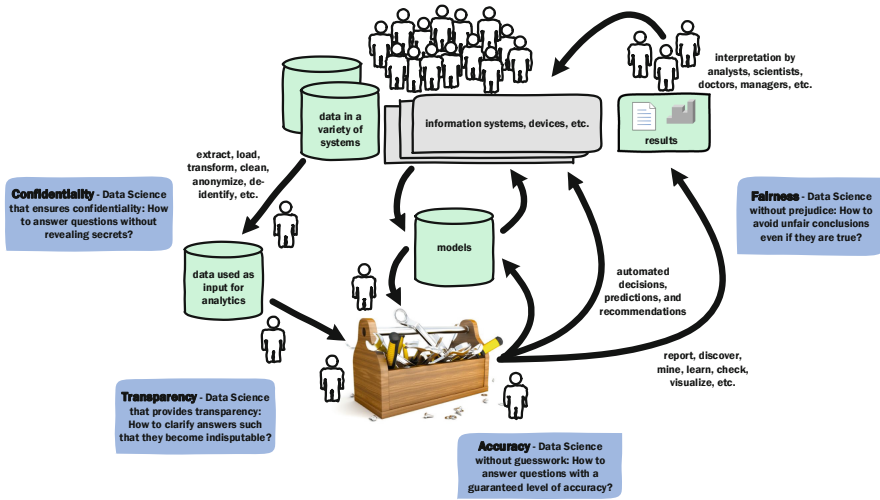 data in a
variety of
systems
information systems, devices, etc.
interpretation by
analysts, scientists,
doctors, managers, etc.
results
extract, load,
transform, clean,
anonymize, de-
identify, etc.
Confidentiality - Data Science
that ensures confidentiality: How
to answer questions without
revealing secrets?
Fairness - Data Science
without prejudice: How to
avoid unfair conclusions
even if they are true?
models
data used as
input for
analytics
automated
decisions,
predictions, and
recommendations
report, discover,
mine, learn, check,
visualize, etc.
Transparency - Data Science
that provides transparency:
How to clarify answers such
that they become indisputable?
Accuracy - Data Science
without guesswork: How to
answer questions with a
guaranteed level of accuracy?